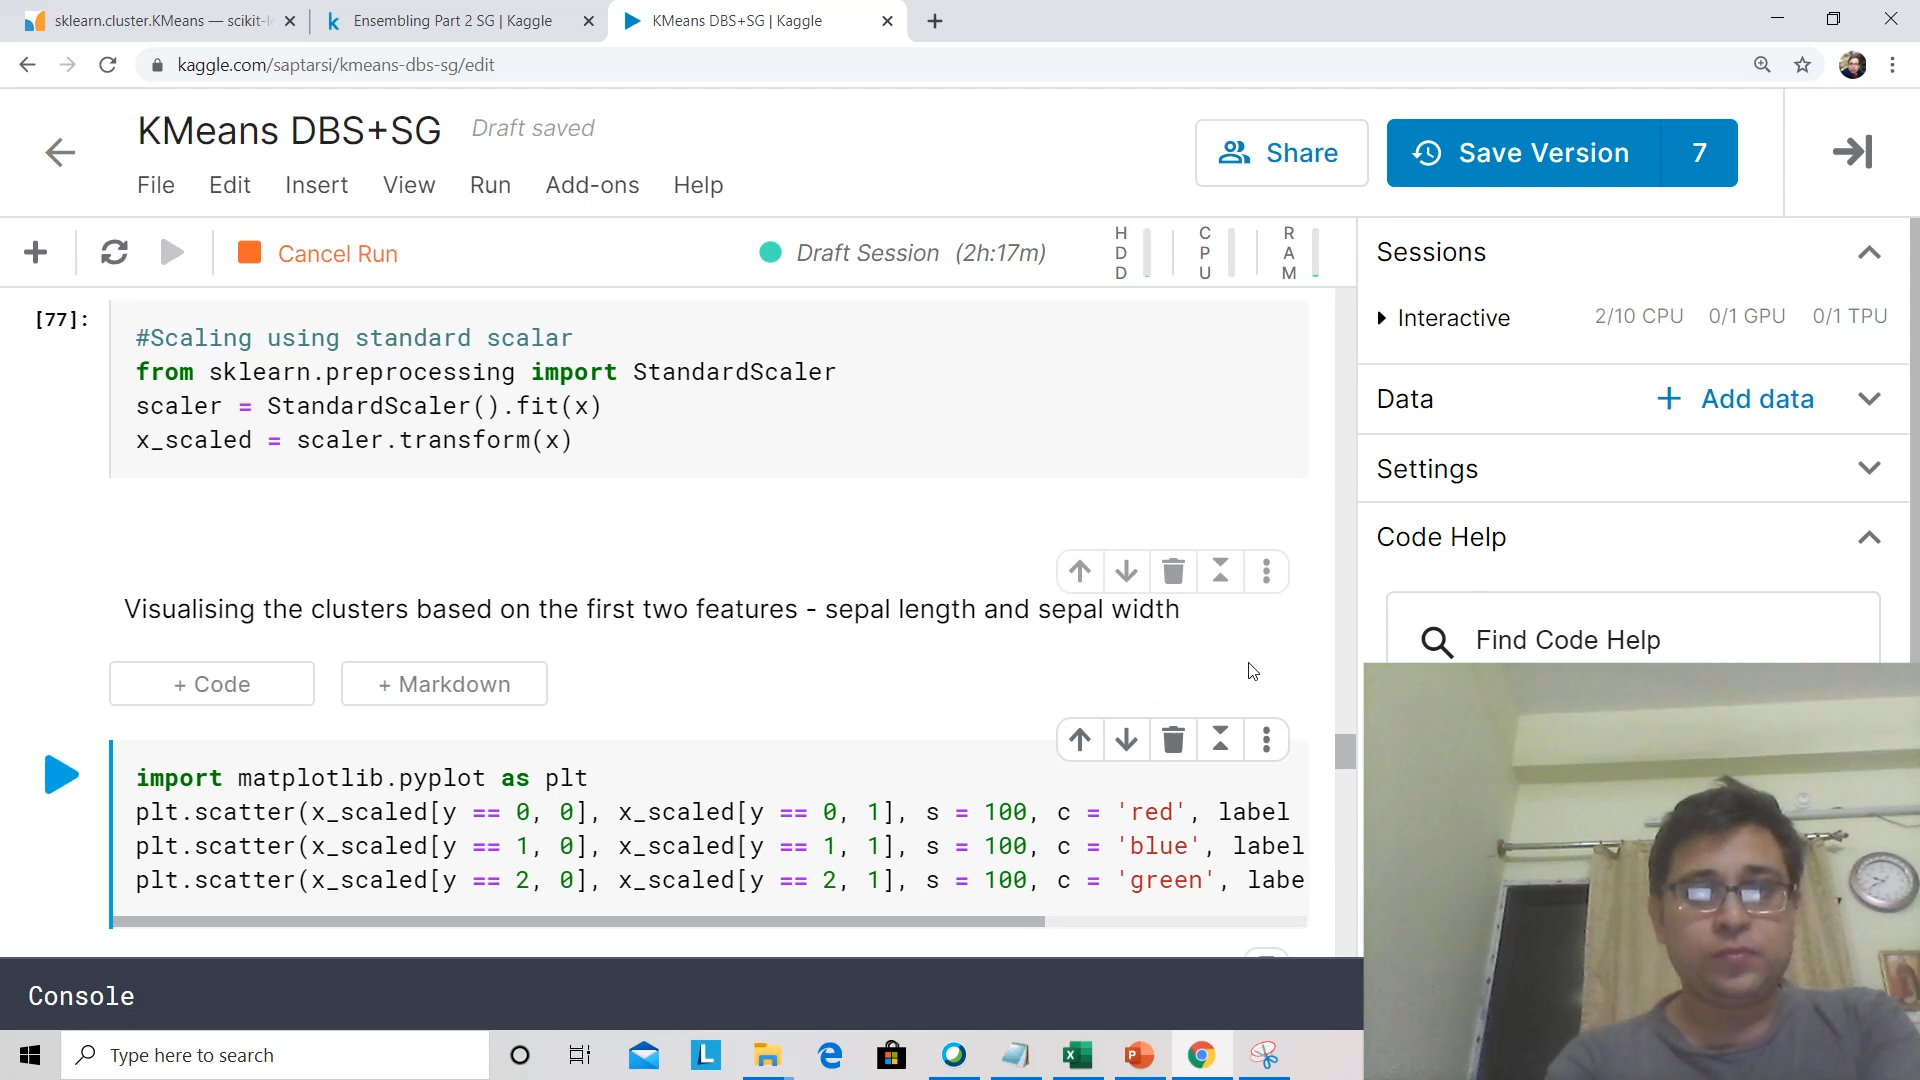 sklearn.cluster.KMeans — scikit-l
Ensembling Part 2 SG | Kaggle
KMeans DBS+SG | Kaggle
kaggle.com/saptarsi/kmeans-dbs-sg/edit
KMeans DBS+SG
Draft saved
Share
Save Version
7
File
Edit
Insert
View
Run
Add-ons
Help
Cancel Run
Draft Session (2h:17m)
HDD
CPU
RAM
[77]:
#Scaling using standard scalar
from sklearn.preprocessing import StandardScaler
scaler = StandardScaler().fit(x)
x_scaled = scaler.transform(x)
Visualising the clusters based on the first two features - sepal length and sepal width
+ Code
+ Markdown
import matplotlib.pyplot as plt
plt.scatter(x_scaled[y == 0, 0], x_scaled[y == 0, 1], s = 100, c = 'red', label
plt.scatter(x_scaled[y == 1, 0], x_scaled[y == 1, 1], s = 100, c = 'blue', label
plt.scatter(x_scaled[y == 2, 0], x_scaled[y == 2, 1], s = 100, c = 'green', labe
Console
Sessions
Interactive
2/10 CPU
0/1 GPU
0/1 TPU
Data
+ Add data
Settings
Code Help
Find Code Help
Type here to search